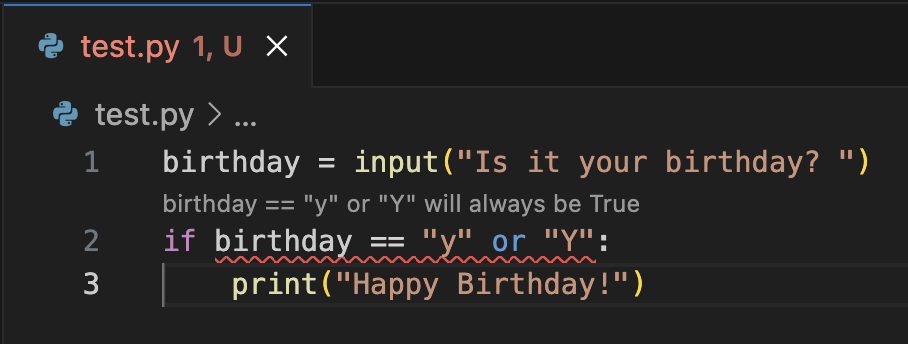 test.py 1, U ×
test.py > ...
1 birthday = input("Is it your birthday? ")
birthday == "y" or "Y" will always be True
2 if birthday == "y" or "Y":
3     print("Happy Birthday!")